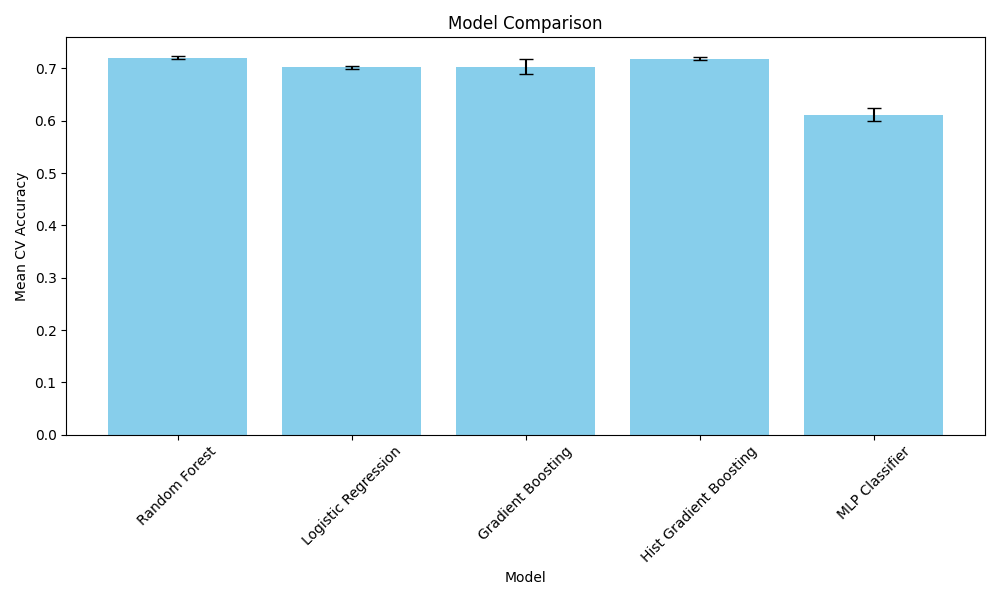 Model Comparison
Mean CV Accuracy
0.7
0.6
0.5
0.4
0.3
0.2
0.1
0.0
Random Forest
Logistic Regression
Gradient Boosting
Hist Gradient Boosting
MLP Classifier
Model